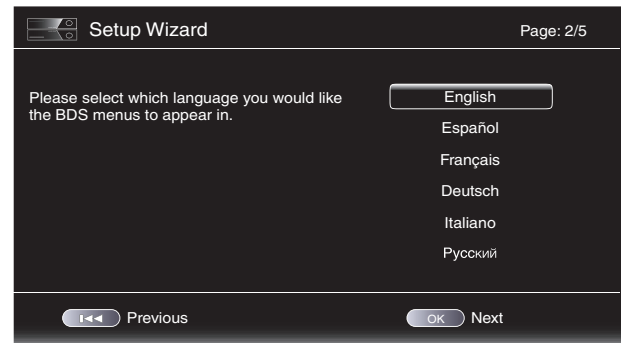 Setup Wizard
Page: 2/5
Please select which language you would like
the BDS menus to appear in.
English
Español
Français
Deutsch
Italiano
Русский
Previous
OK Next